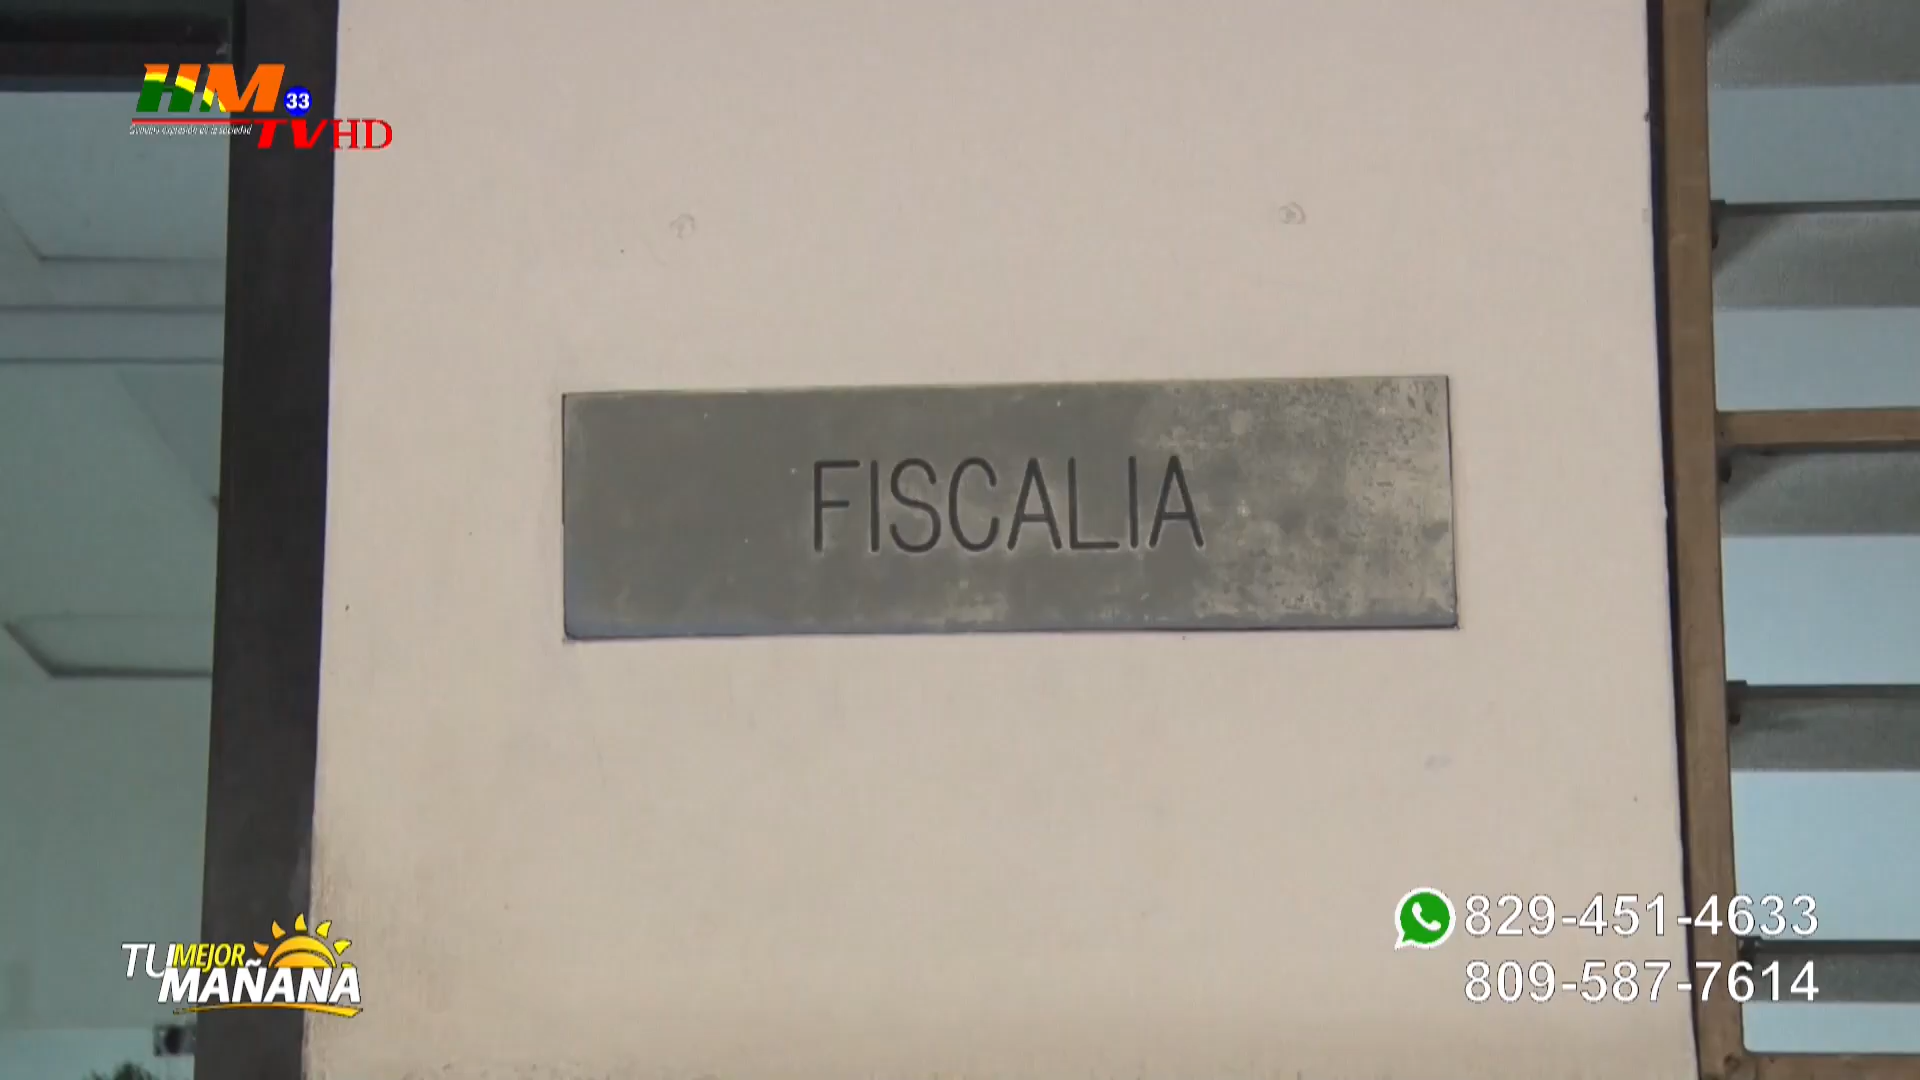 HM 33
TV HD
FISCALIA
TU MEJOR
MAÑANA
829-451-4633
809-587-7614